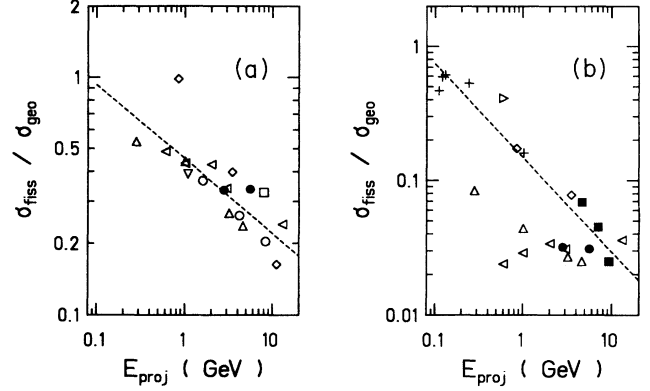 2
1
0.5
0.2
0.1
(a)
σfiss / σgeo
0.1 1 10
Eproj ( GeV )
1
0.1
0.01
(b)
σfiss / σgeo
0.1 1 10
Eproj ( GeV )